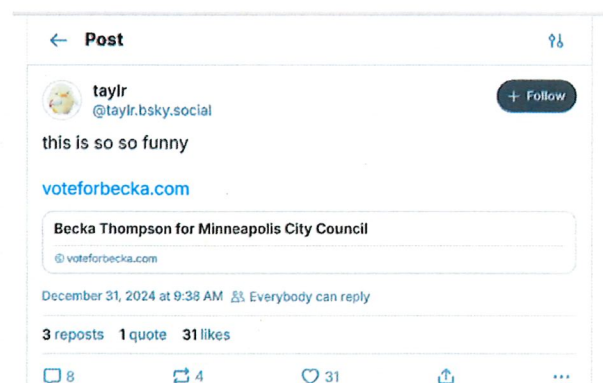 ← Post
taylr
@taylr.bsky.social
+ Follow
this is so so funny
voteforbecka.com
Becka Thompson for Minneapolis City Council
voteforbecka.com
December 31, 2024 at 9:38 AM Everybody can reply
3 reposts 1 quote 31 likes
8 4 31 ...